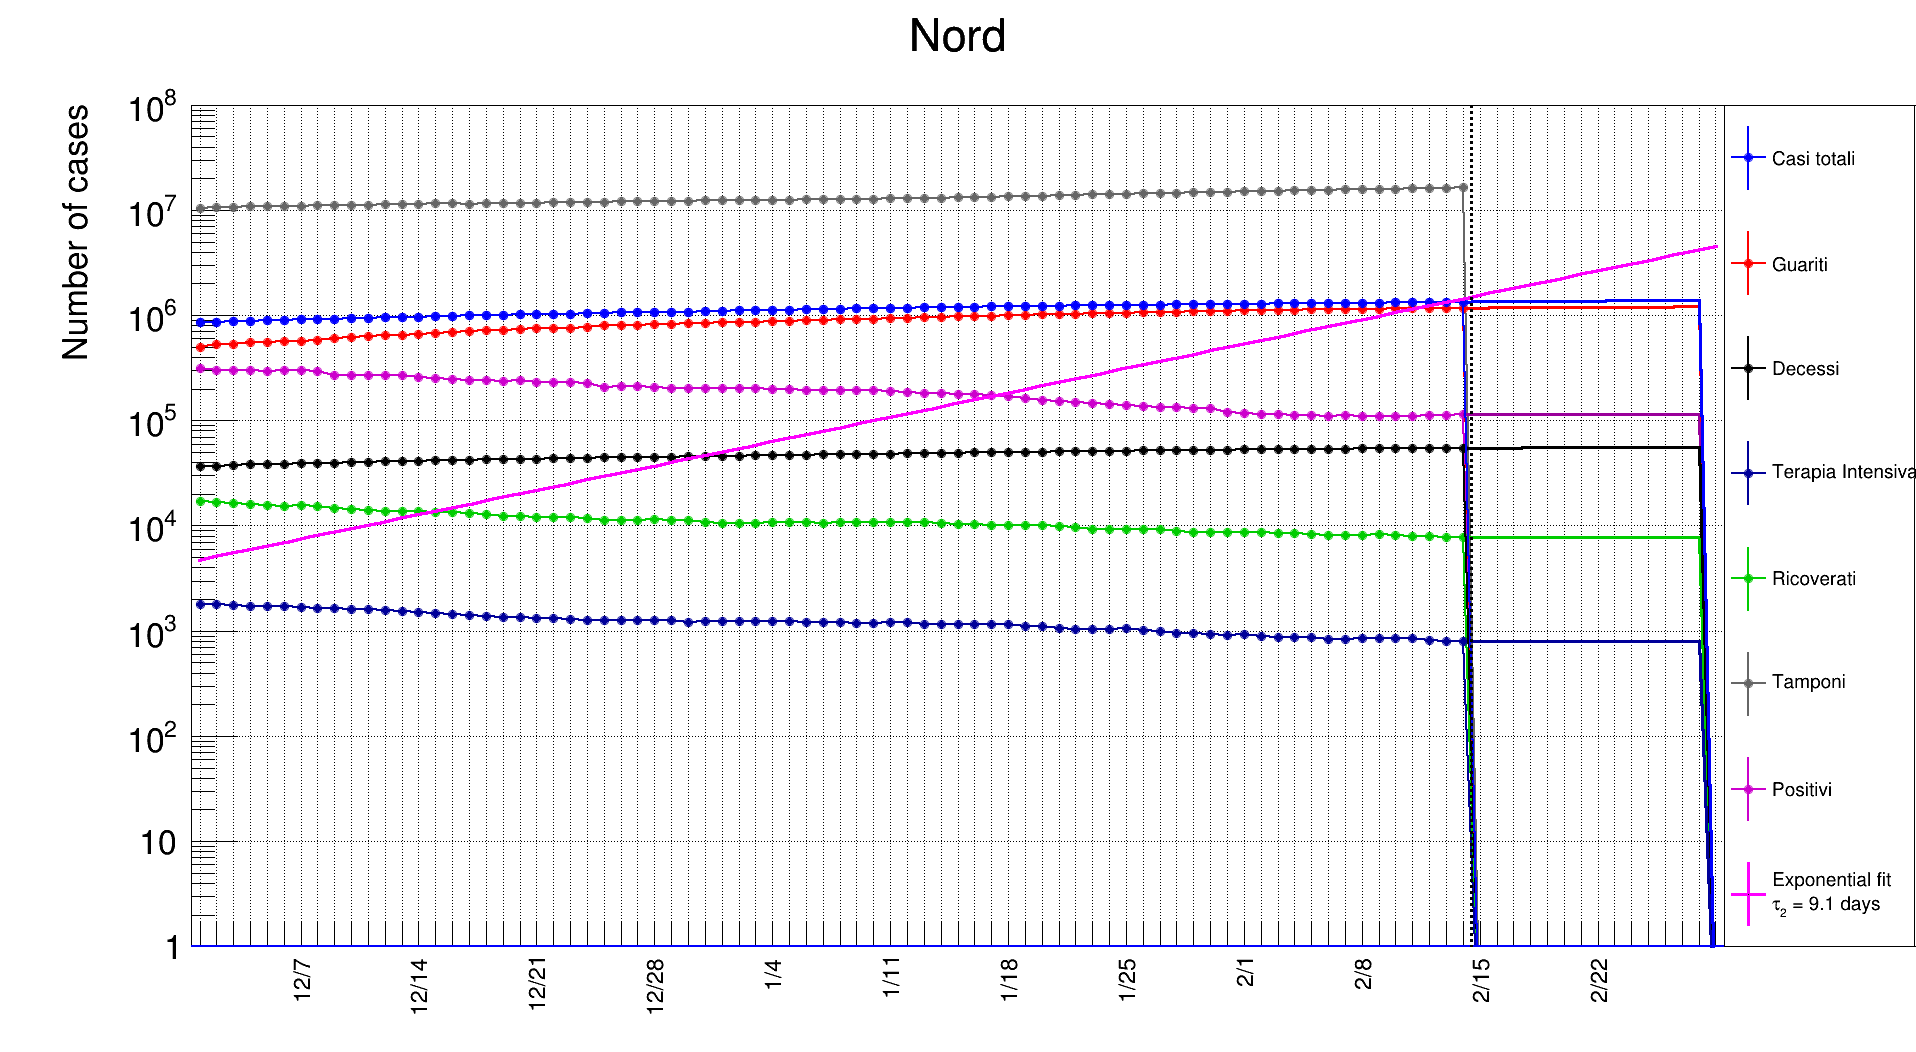 Nord
Number of cases
10^8
10^7
10^6
10^5
10^4
10^3
10^2
10
1
12/7
12/14
12/21
12/28
1/4
1/11
1/18
1/25
2/1
2/8
2/15
2/22
Casi totali
Guariti
Decessi
Terapia Intensiva
Ricoverati
Tamponi
Positivi
Exponential fit
τ₂ = 9.1 days